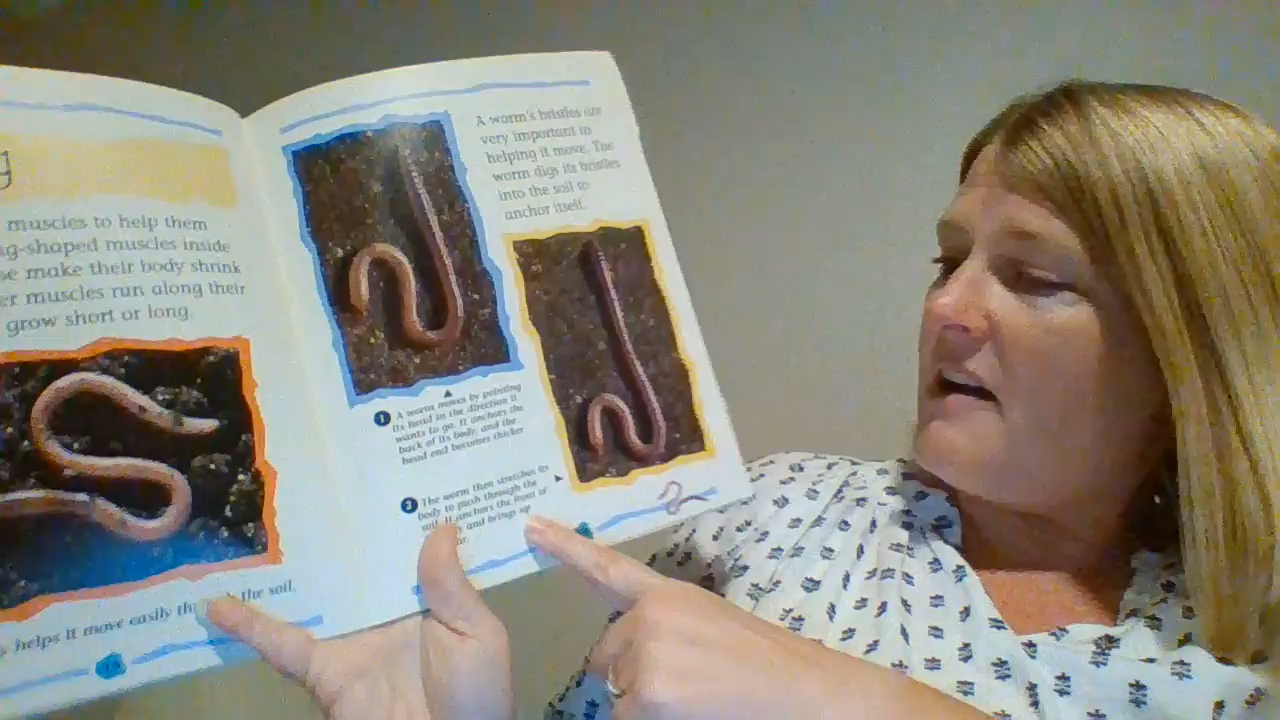 muscles to help them
g-shaped muscles inside
se make their body shrink
er muscles run along their
grow short or long.
helps it move easily the soil.
A worm's bristles are
very important in
helping it move. The
worm digs its bristles
into the soil to
anchor itself.
1 A worm moves by pointing
its head in the direction it
wants to go. It anchors the
back of its body, and the
head end becomes thicker
2 The worm then stretches its
body to push through the
soil. It anchors the front of
and brings up